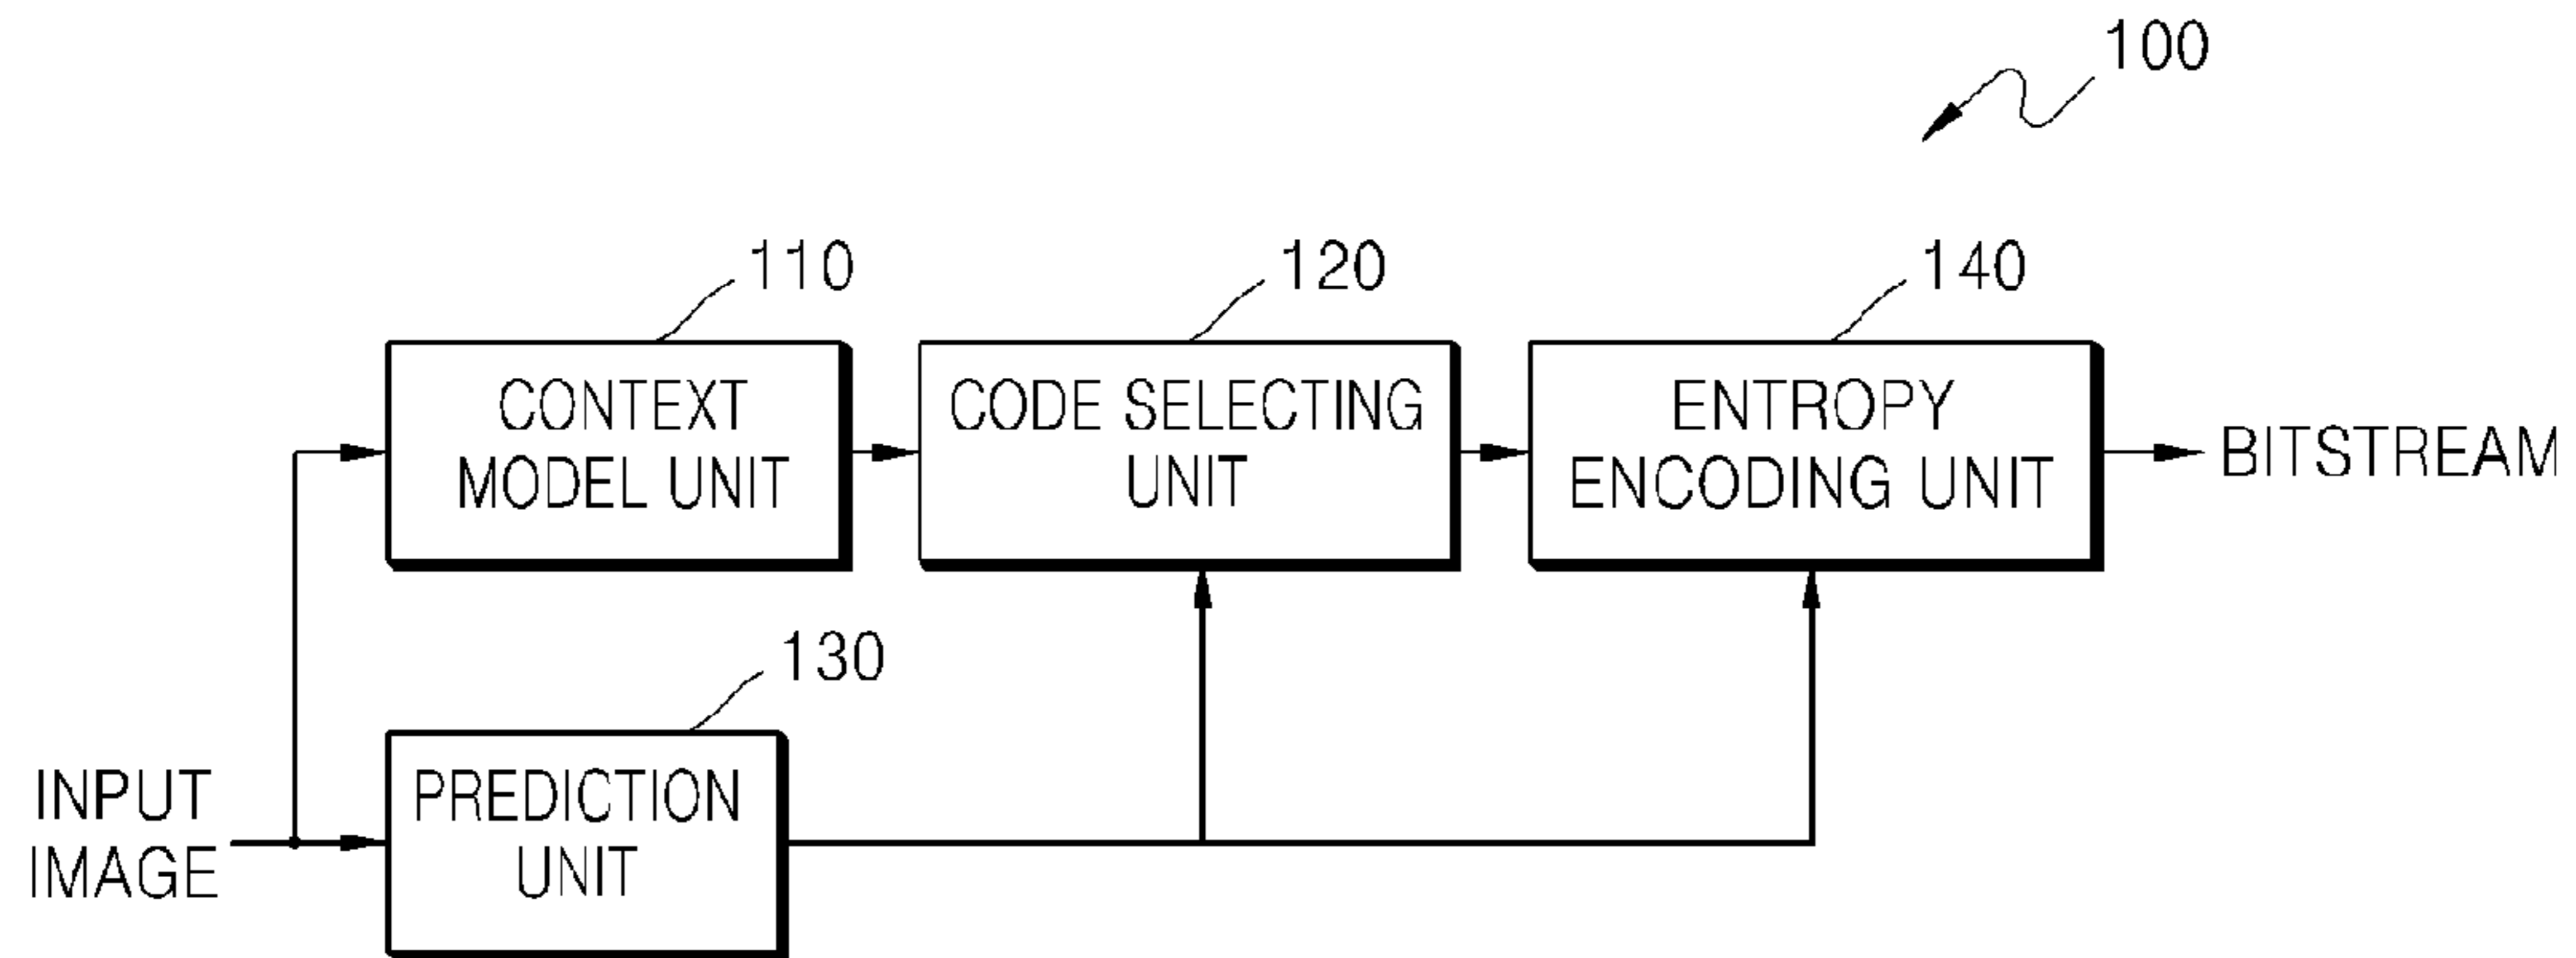 100
110
120
140
CONTEXT
MODEL UNIT
CODE SELECTING
UNIT
ENTROPY
ENCODING UNIT
BITSTREAM
130
INPUT
IMAGE
PREDICTION
UNIT